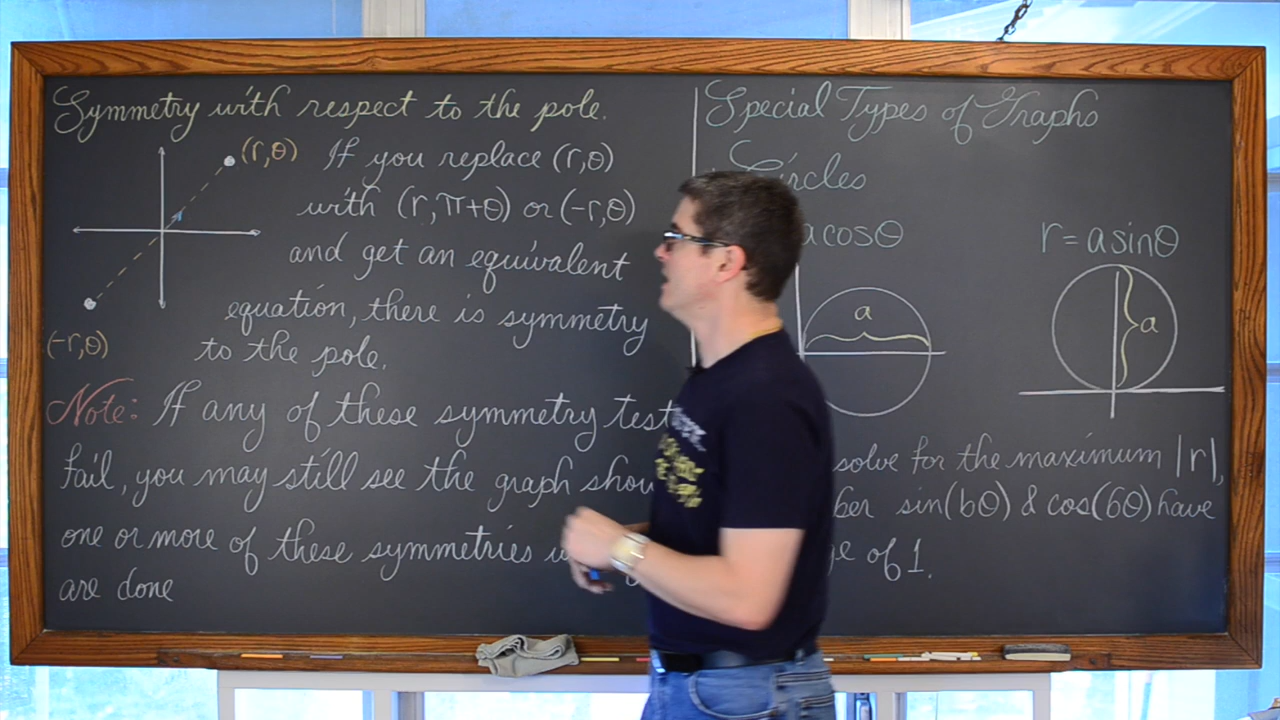 Symmetry with respect to the pole.
(r,θ)
If you replace (r,θ)
with (r,π+θ) or (-r,θ)
and get an equivalent
equation, there is symmetry
to the pole.
(-r,θ)
Note: If any of these symmetry test
fail, you may still see the graph
one or more of these symmetries
are done
Special Types of Graphs
Circles
acosθ
a
r=asinθ
a
solve for the maximum |r|,
sin(bθ) & cos(bθ) have
of 1.